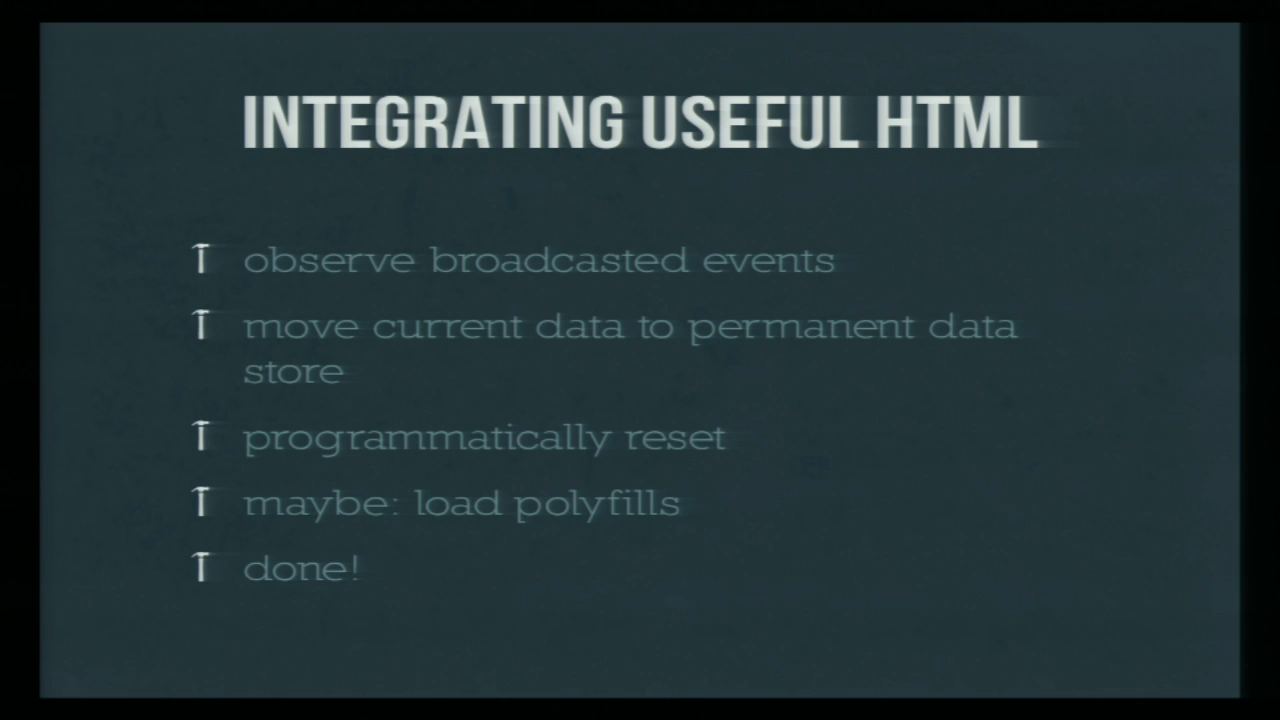 INTEGRATING USEFUL HTML
observe broadcasted events
move current data to permanent data
store
programmatically reset
maybe: load polyfills
done!